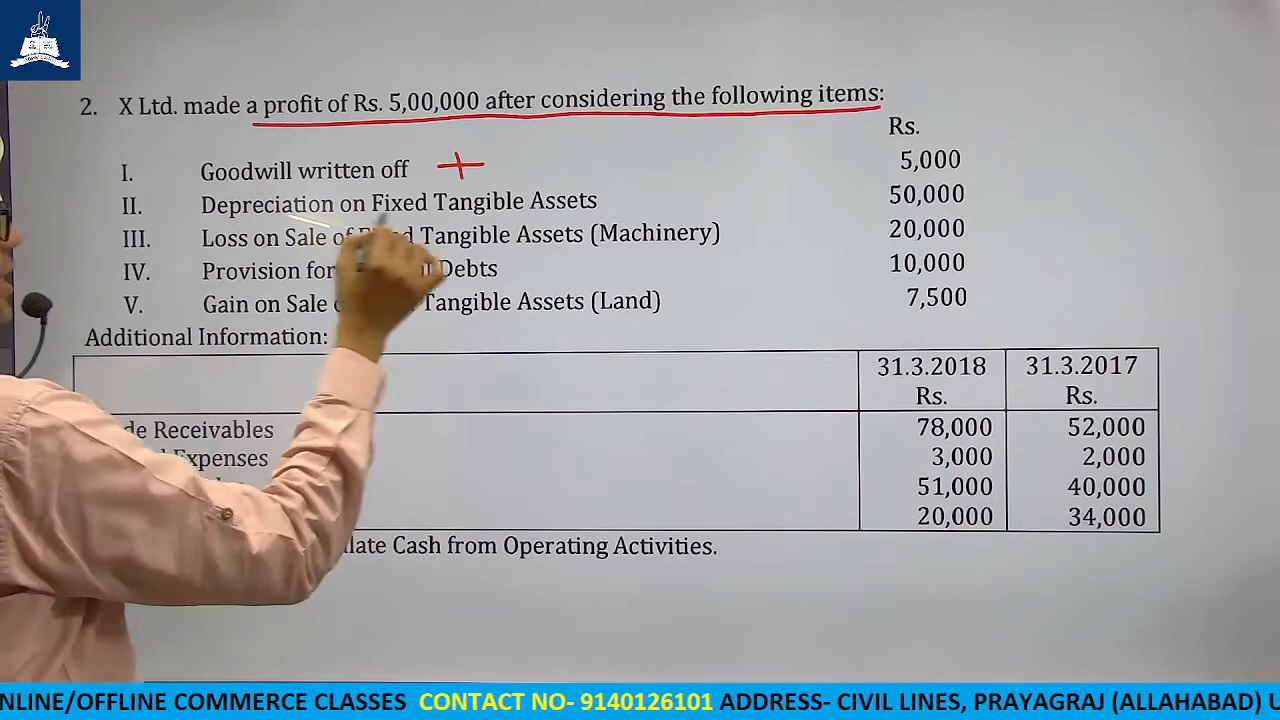 2. X Ltd. made a profit of Rs. 5,00,000 after considering the following items:
Rs.
I. Goodwill written off + 5,000
II. Depreciation on Fixed Tangible Assets 50,000
III. Loss on Sale of Tangible Assets (Machinery) 20,000
IV. Provision for Debts 10,000
V. Gain on Sale Tangible Assets (Land) 7,500
Additional Information:
31.3.2018 31.3.2017
Rs. Rs.
Receivables 78,000 52,000
Expenses 3,000 2,000
51,000 40,000
20,000 34,000
Cash from Operating Activities.
NLINE/OFFLINE COMMERCE CLASSES CONTACT NO- 9140126101 ADDRESS- CIVIL LINES, PRAYAGRAJ (ALLAHABAD) U